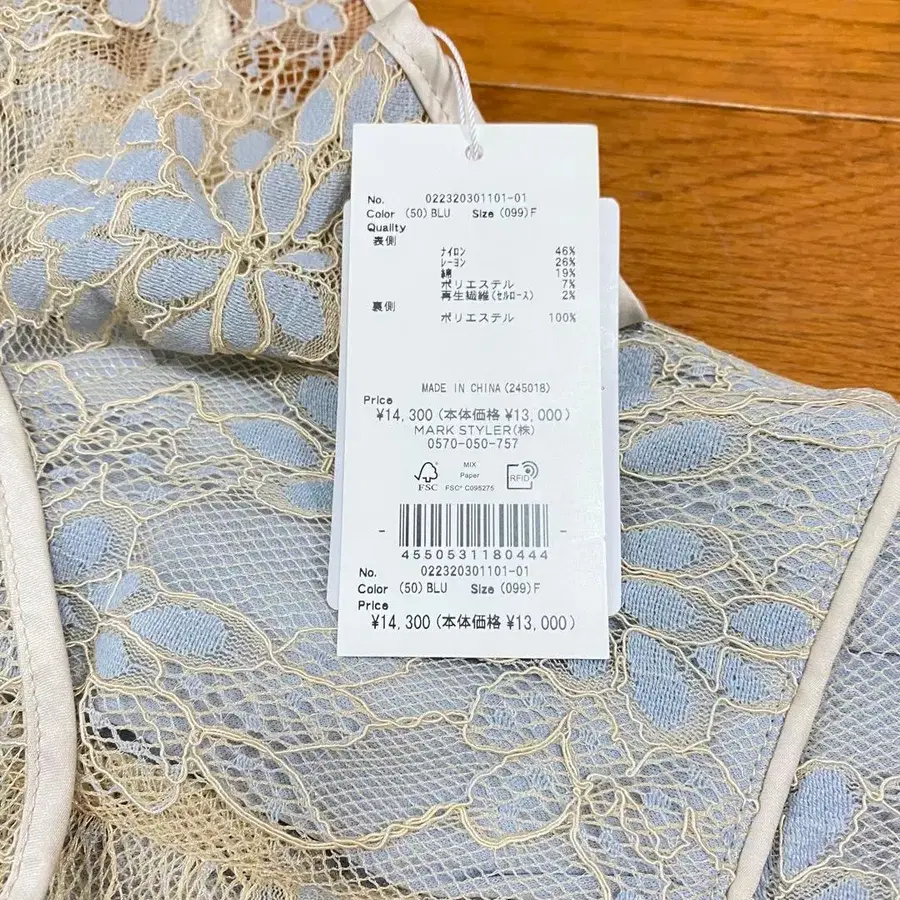 No. 022320301101-01
Color (50)BLU Size (099)F
Quality
表側
ナイロン 46%
レーヨン 26%
綿 19%
ポリエステル 7%
再生繊維(セルロース) 2%
裏側
ポリエステル 100%
MADE IN CHINA(245018)
Price
¥14,300(本体価格 ¥13,000)
MARK STYLER(株)
0570-050-757
FSC
MIX
Paper
FSC® C095275
RFID
4550531180444
No. 022320301101-01
Color (50)BLU Size (099)F
Price
¥14,300(本体価格 ¥13,000)